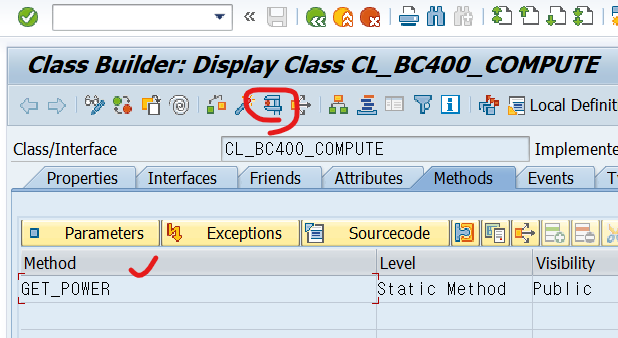 Class Builder: Display Class CL_BC400_COMPUTE
Local Definit
Class/Interface CL_BC400_COMPUTE Implemente
Properties Interfaces Friends Attributes Methods Events T
Parameters Exceptions Sourcecode
Method Level Visibility
GET_POWER Static Method Public